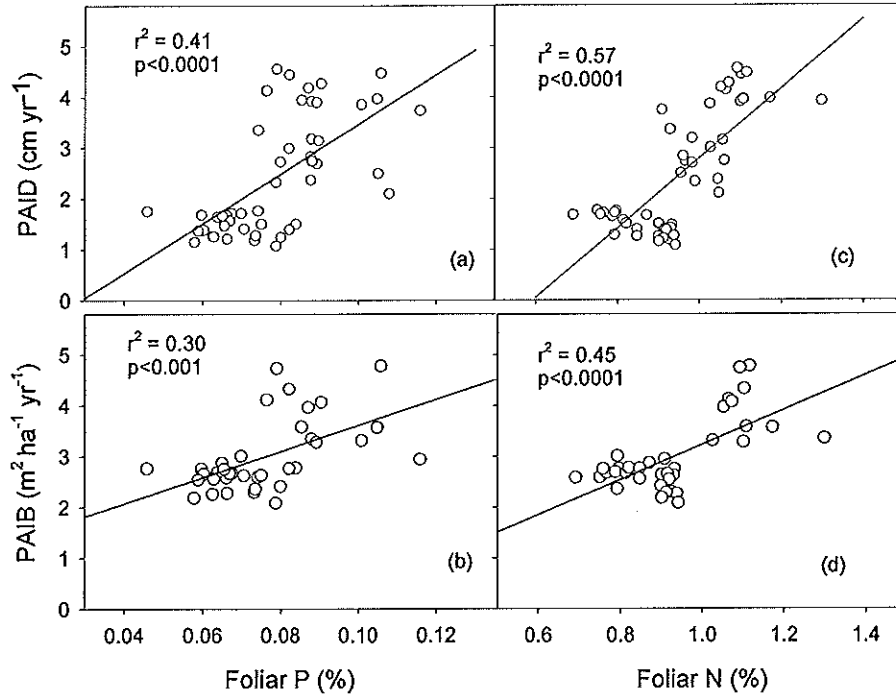 r² = 0.41
p<0.0001
(a)
5
4
3
2
1
0
PAID (cm yr⁻¹)
r² = 0.57
p<0.0001
(c)
r² = 0.30
p<0.001
(b)
5
4
3
2
1
0
PAIB (m² ha⁻¹ yr⁻¹)
r² = 0.45
p<0.0001
(d)
0.04 0.06 0.08 0.10 0.12
0.6 0.8 1.0 1.2 1.4
Foliar P (%)
Foliar N (%)